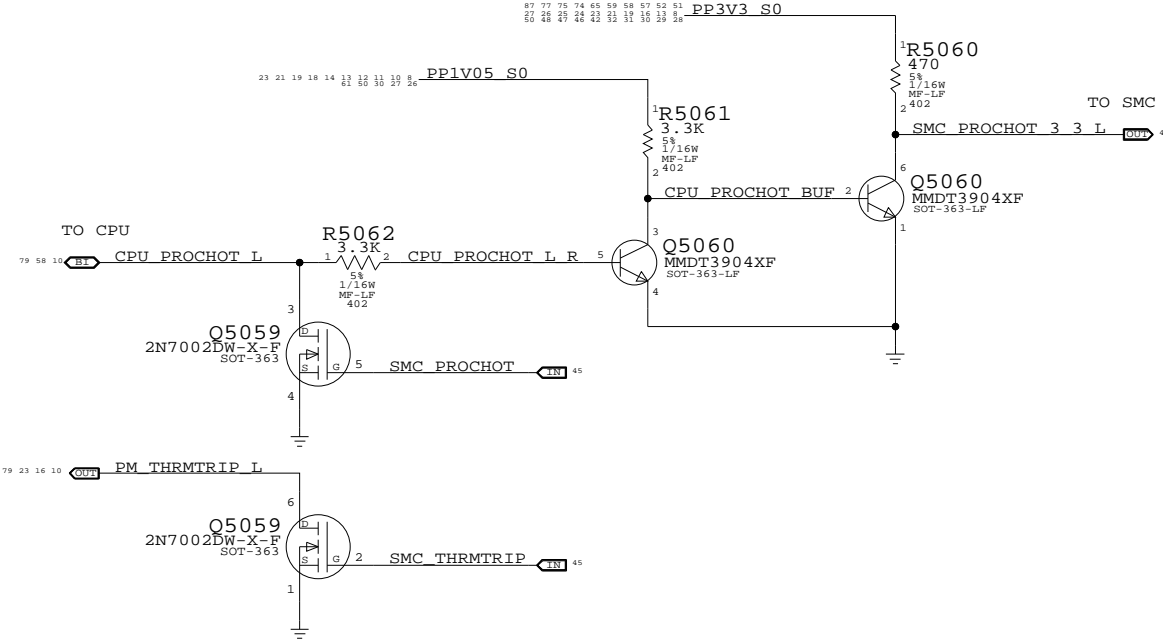 87 77 75 74 65 59 58 57 52 51
27 26 25 24 23 21 19 16 13 8
50 48 47 46 42 32 31 30 29 28
PP3V3_S0
1
R5060
470
5%
1/16W
MF-LF
402
2
23 21 19 18 14 13 12 11 10 8
61 50 30 27 26
PP1V05_S0
1
R5061
3.3K
5%
1/16W
MF-LF
402
2
TO SMC
SMC_PROCHOT_3_3_L
OUT
4
6
CPU_PROCHOT_BUF
2
Q5060
MMDT3904XF
SOT-363-LF
1
TO CPU
79 58 10
BI
CPU_PROCHOT_L
R5062
3.3K
1
2
5%
1/16W
MF-LF
402
CPU_PROCHOT_L_R
5
3
Q5060
MMDT3904XF
SOT-363-LF
4
3
Q5059
2N7002DW-X-F
SOT-363
D
S
G
5
SMC_PROCHOT
IN
45
4
79 23 16 10
OUT
PM_THRMTRIP_L
6
Q5059
2N7002DW-X-F
SOT-363
D
S
G
2
SMC_THRMTRIP
IN
45
1